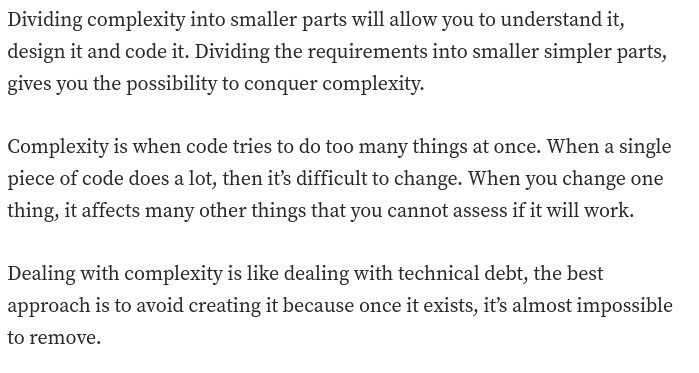 Dividing complexity into smaller parts will allow you to understand it,
design it and code it. Dividing the requirements into smaller simpler parts,
gives you the possibility to conquer complexity.
Complexity is when code tries to do too many things at once. When a single
piece of code does a lot, then it’s difficult to change. When you change one
thing, it affects many other things that you cannot assess if it will work.
Dealing with complexity is like dealing with technical debt, the best
approach is to avoid creating it because once it exists, it’s almost impossible
to remove.